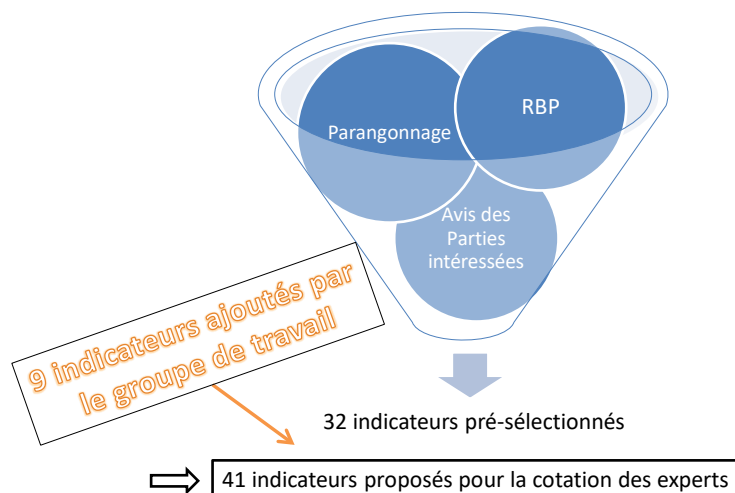 Parangonnage
RBP
Avis des
Parties
intéressées
9 indicateurs ajoutés par
le groupe de travail
32 indicateurs pré-sélectionnés
41 indicateurs proposés pour la cotation des experts